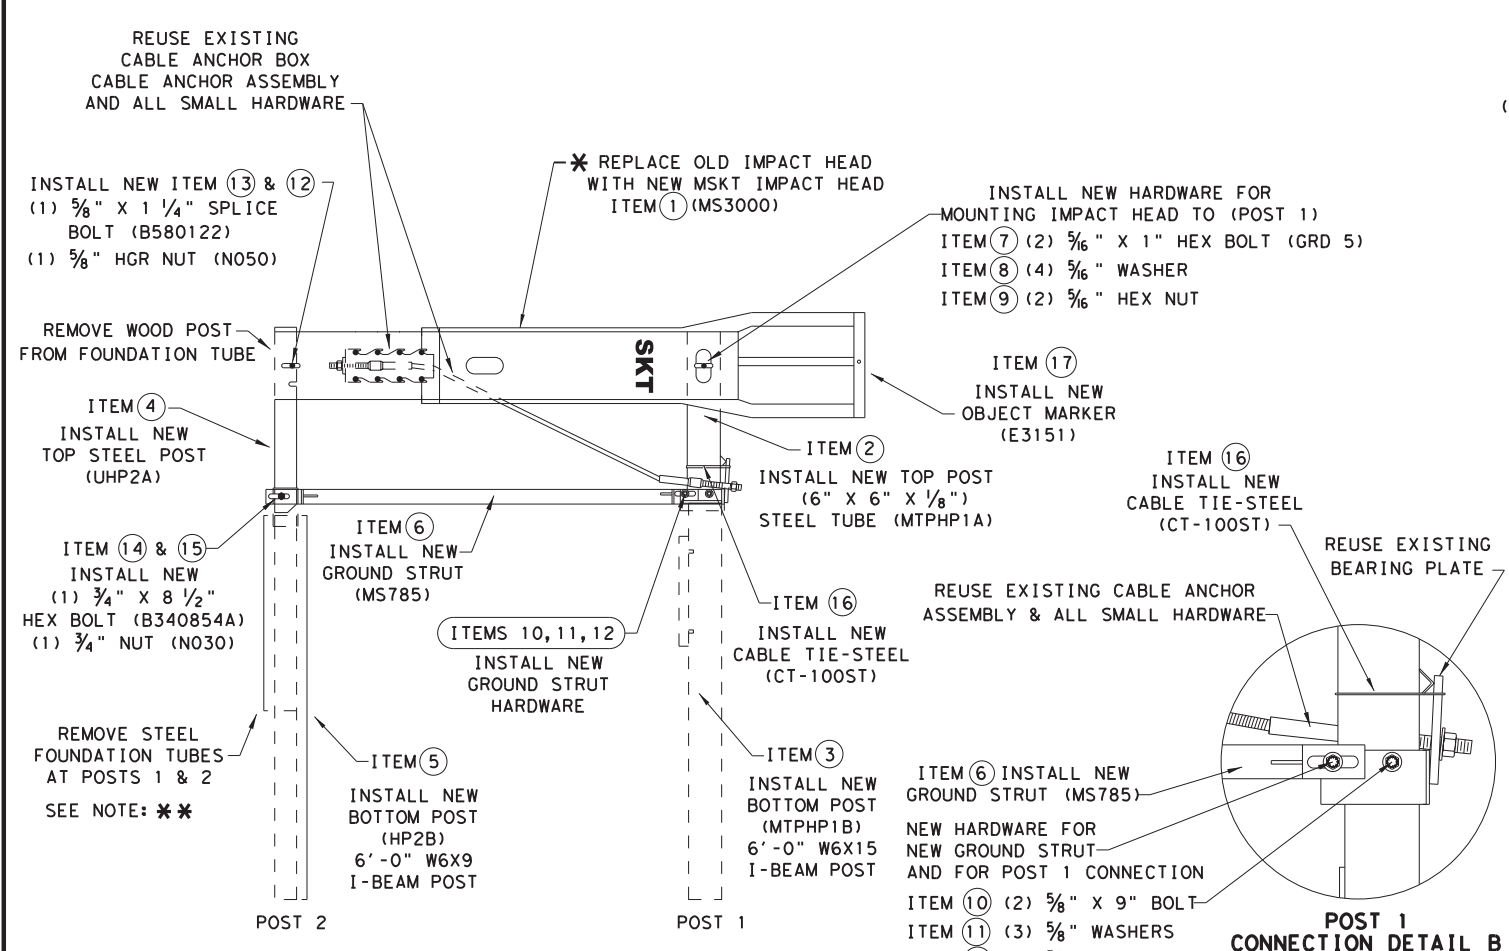 REUSE EXISTING
CABLE ANCHOR BOX
CABLE ANCHOR ASSEMBLY
AND ALL SMALL HARDWARE
INSTALL NEW ITEM 13 & 12
(1) 5/8" X 1 1/4" SPLICE
BOLT (B580122)
(1) 5/8" HGR NUT (N050)
* REPLACE OLD IMPACT HEAD
WITH NEW MSKT IMPACT HEAD
ITEM 1 (MS3000)
INSTALL NEW HARDWARE FOR
MOUNTING IMPACT HEAD TO (POST 1)
ITEM 7 (2) 5/16" X 1" HEX BOLT (GRD 5)
ITEM 8 (4) 5/16" WASHER
ITEM 9 (2) 5/16" HEX NUT
REMOVE WOOD POST
FROM FOUNDATION TUBE
SKT
ITEM 17
INSTALL NEW
OBJECT MARKER
(E3151)
ITEM 4
INSTALL NEW
TOP STEEL POST
(UHP2A)
ITEM 2
INSTALL NEW TOP POST
(6" X 6" X 1/8")
STEEL TUBE (MTPHP1A)
ITEM 16
INSTALL NEW
CABLE TIE-STEEL
(CT-100ST)
REUSE EXISTING
BEARING PLATE
ITEM 14 & 15
INSTALL NEW
(1) 3/4" X 8 1/2"
HEX BOLT (B340854A)
(1) 3/4" NUT (N030)
ITEM 6
INSTALL NEW
GROUND STRUT
(MS785)
ITEMS 10,11,12
INSTALL NEW
GROUND STRUT
HARDWARE
ITEM 16
INSTALL NEW
CABLE TIE-STEEL
(CT-100ST)
REUSE EXISTING CABLE ANCHOR
ASSEMBLY & ALL SMALL HARDWARE
REMOVE STEEL
FOUNDATION TUBES
AT POSTS 1 & 2
SEE NOTE: **
ITEM 5
INSTALL NEW
BOTTOM POST
(HP2B)
6'-0" W6X9
I-BEAM POST
ITEM 3
INSTALL NEW
BOTTOM POST
(MTPHP1B)
6'-0" W6X15
I-BEAM POST
ITEM 6 INSTALL NEW
GROUND STRUT (MS785)
NEW HARDWARE FOR
NEW GROUND STRUT
AND FOR POST 1 CONNECTION
ITEM 10 (2) 5/8" X 9" BOLT
ITEM 11 (3) 5/8" WASHERS
POST 2
POST 1
POST 1
CONNECTION DETAIL B